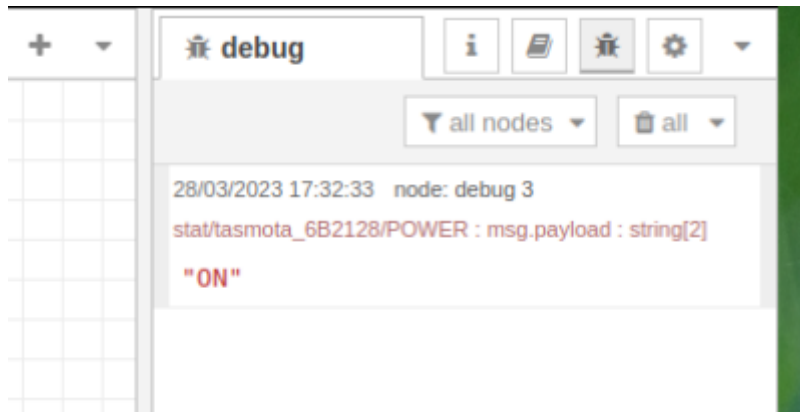 debug
all nodes
all
28/03/2023 17:32:33 node: debug 3
stat/tasmota_6B2128/POWER : msg.payload : string[2]
"ON"